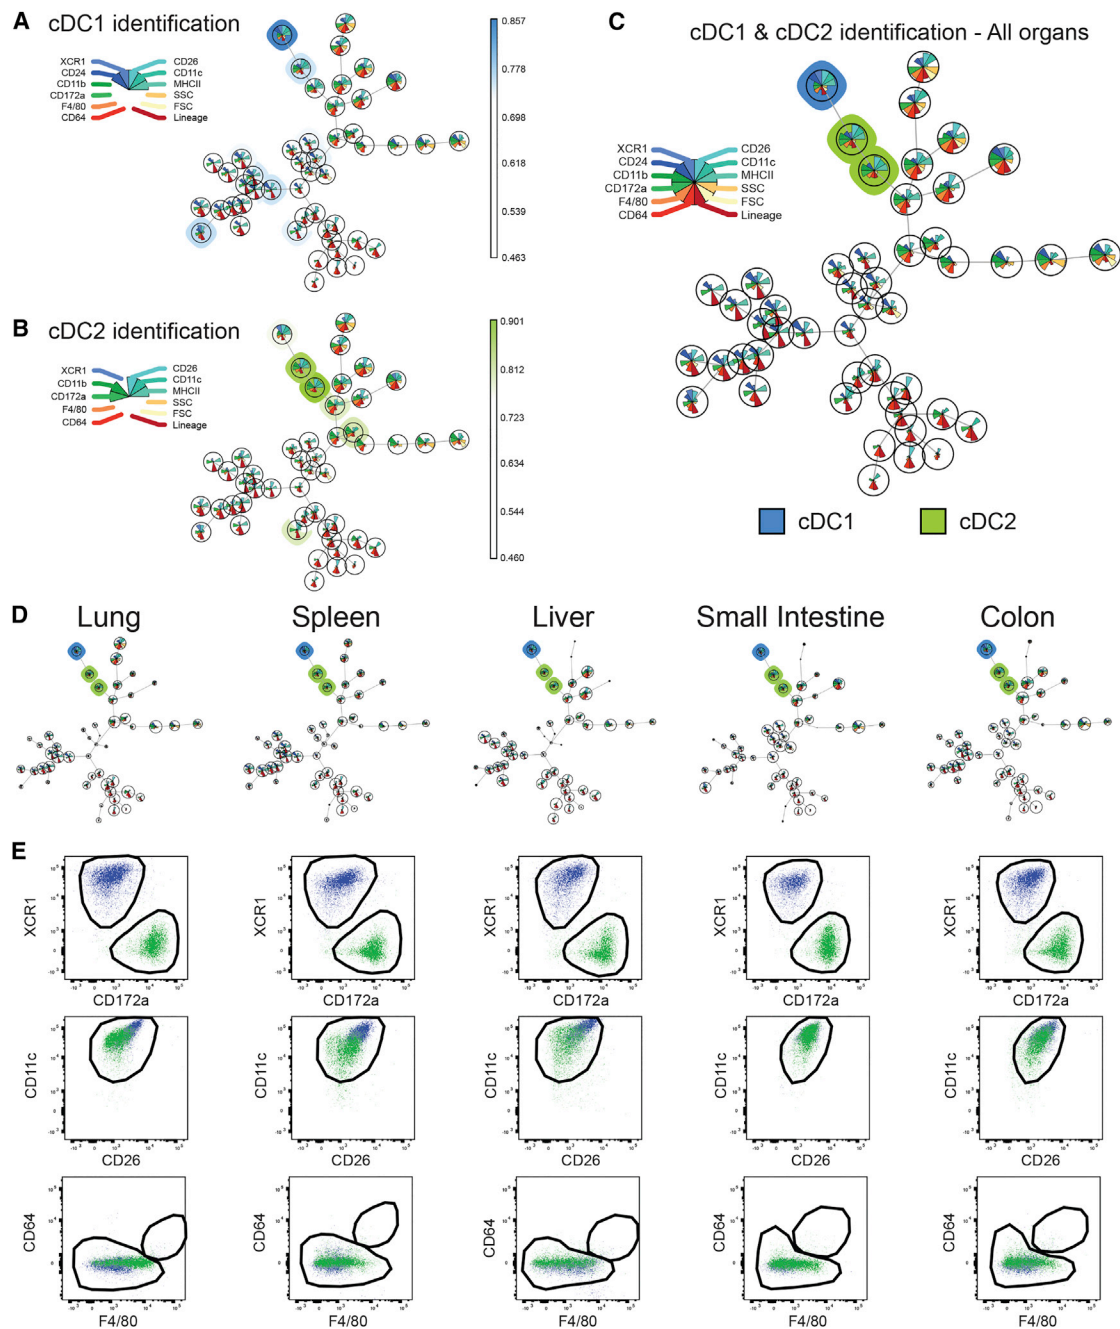 A cDC1 identification
XCR1
CD24
CD11b
CD172a
F4/80
CD64
CD26
CD11c
MHCII
SSC
FSC
Lineage
0.857
0.778
0.698
0.618
0.539
0.463
B cDC2 identification
XCR1
CD11b
CD172a
F4/80
CD64
CD26
CD11c
MHCII
SSC
FSC
Lineage
0.901
0.812
0.723
0.634
0.544
0.460
C
cDC1 & cDC2 identification - All organs
XCR1
CD24
CD11b
CD172a
F4/80
CD64
CD26
CD11c
MHCII
SSC
FSC
Lineage
cDC1 cDC2
D
Lung Spleen Liver Small Intestine Colon
E
XCR1 XCR1 XCR1 XCR1 XCR1
CD172a CD172a CD172a CD172a CD172a
CD11c CD11c CD11c CD11c CD11c
CD26 CD26 CD26 CD26 CD26
CD64 CD64 CD64 CD64 CD64
F4/80 F4/80 F4/80 F4/80 F4/80